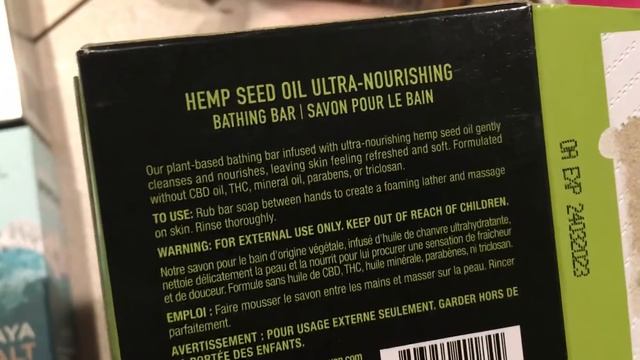 HEMP SEED OIL ULTRA-NOURISHING
BATHING BAR | SAVON POUR LE BAIN
Our plant-based bathing bar infused with ultra-nourishing hemp seed oil gently
cleanses and nourishes, leaving skin feeling refreshed and soft. Formulated
without CBD oil, THC, mineral oil, parabens, or triclosan.
TO USE: Rub bar soap between hands to create a foaming lather and massage
on skin. Rinse thoroughly.
WARNING: FOR EXTERNAL USE ONLY. KEEP OUT OF REACH OF CHILDREN.
Notre savon pour le bain d'origine végétale, infusé d'huile de chanvre ultrahydratante,
nettoie délicatement la peau et la nourrit pour lui procurer une sensation de fraîcheur
et de douceur. Formule sans huile de CBD, THC, huile minérale, parabènes, ni triclosan.
EMPLOI : Faire mousser le savon entre les mains et masser sur la peau. Rincer
parfaitement.
AVERTISSEMENT : POUR USAGE EXTERNE SEULEMENT. GARDER HORS DE
PORTÉE DES ENFANTS.
EXP 24032023
AYA
LT